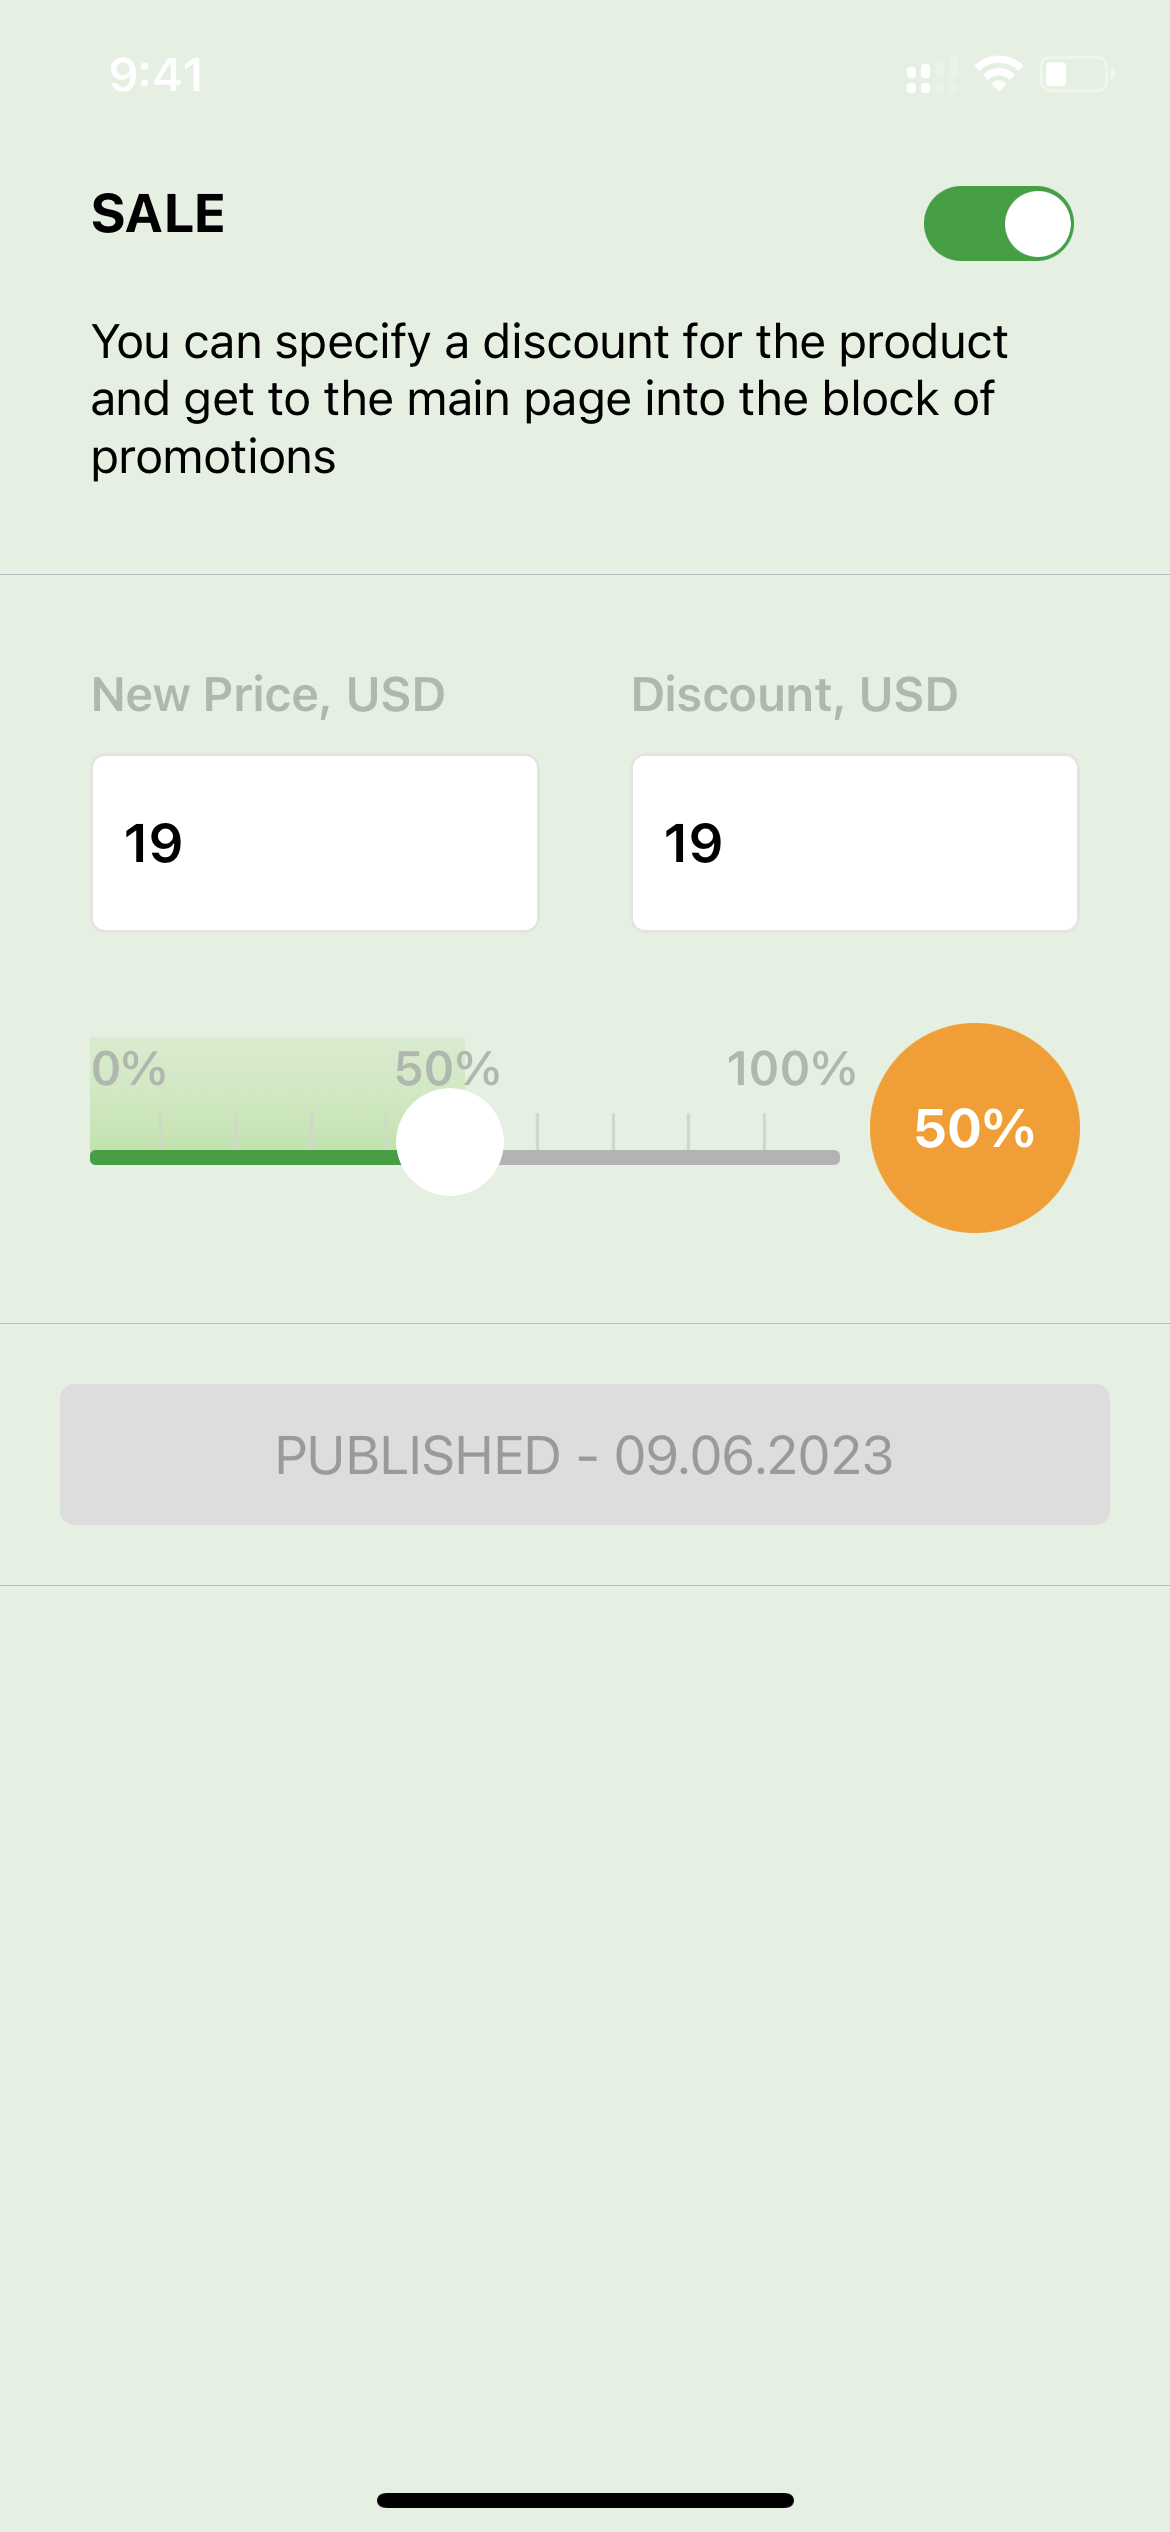 9:41
SALE
You can specify a discount for the product
and get to the main page into the block of
promotions
New Price, USD
Discount, USD
19
19
0%
50%
100%
50%
PUBLISHED - 09.06.2023